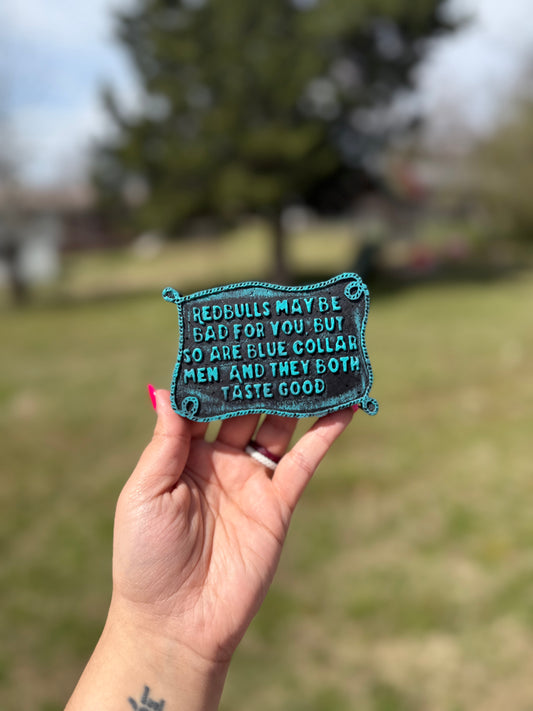 REDBULLS MAY BE
BAD FOR YOU, BUT
SO ARE BLUE COLLAR
MEN AND THEY BOTH
TASTE GOOD